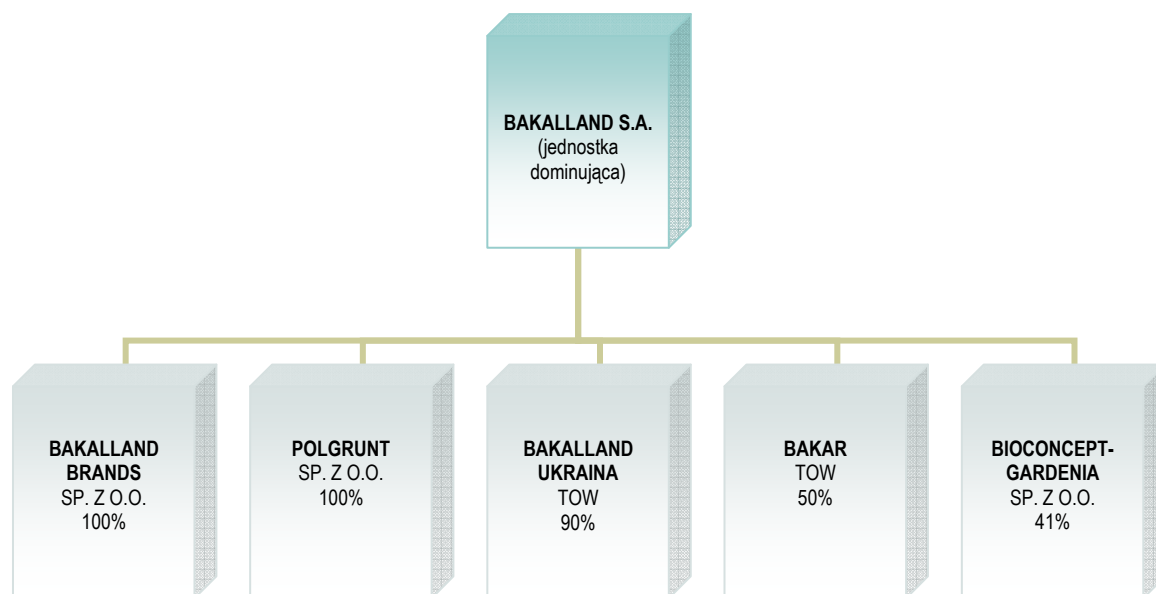 BAKALLAND S.A.
(jednostka
dominująca)
BAKALLAND
BRANDS
SP. Z O.O.
100%
POLGRUNT
SP. Z O.O.
100%
BAKALLAND
UKRAINA
TOW
90%
BAKAR
TOW
50%
BIOCONCEPT-
GARDENIA
SP. Z O.O.
41%